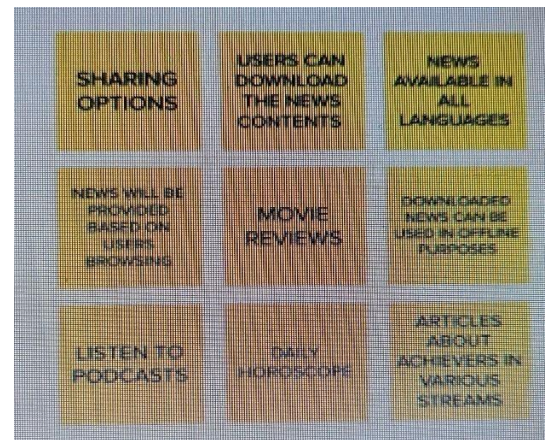 SHARING
OPTIONS
USERS CAN
DOWNLOAD
THE NEWS
CONTENTS
NEWS
AVAILABLE IN
ALL
LANGUAGES
NEWS WILL BE
PROVIDED
BASED ON
USERS
BROWSING
MOVIE
REVIEWS
DOWNLOADED
NEWS CAN BE
USED IN OFFLINE
PURPOSES
LISTEN TO
PODCASTS
DAILY
HOROSCOPE
ARTICLES
ABOUT
ACHIEVERS IN
VARIOUS
STREAMS